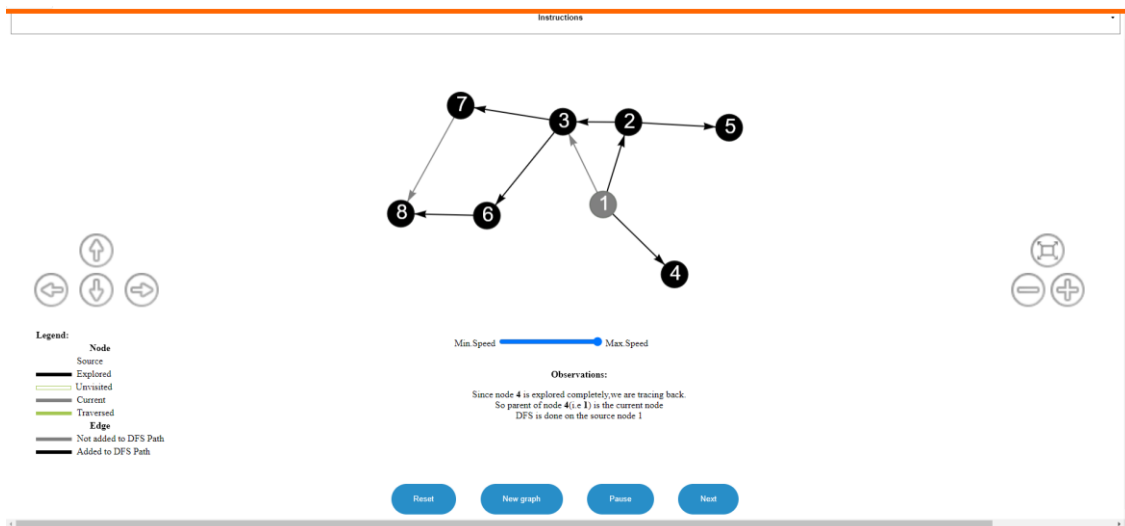 Instructions
7
3
2
5
8
6
1
4
Legend:
Node
Source
Explored
Unvisited
Current
Traversed
Edge
Not added to DFS Path
Added to DFS Path
Min.Speed Max.Speed
Observations:
Since node 4 is explored completely,we are tracing back.
So parent of node 4(i.e 1) is the current node
DFS is done on the source node 1
Reset New graph Pause Next